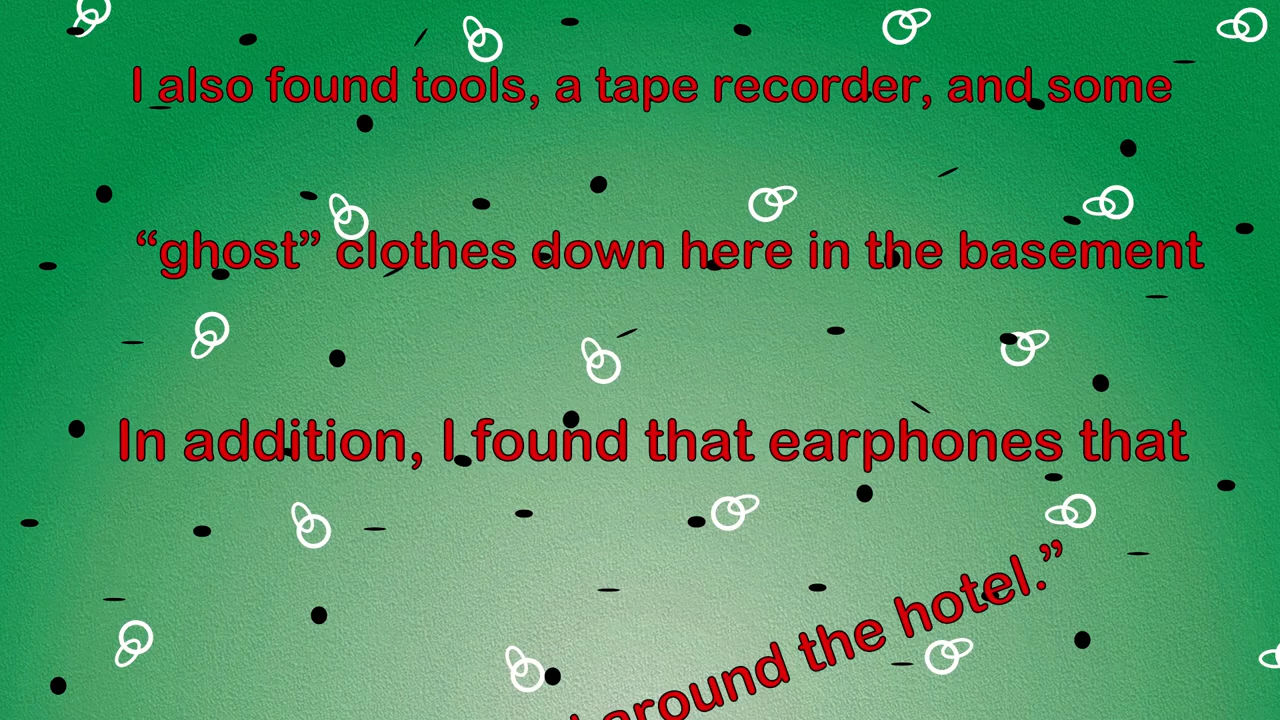 I also found tools, a tape recorder, and some
“ghost” clothes down here in the basement
In addition, I found that earphones that
around the hotel.”